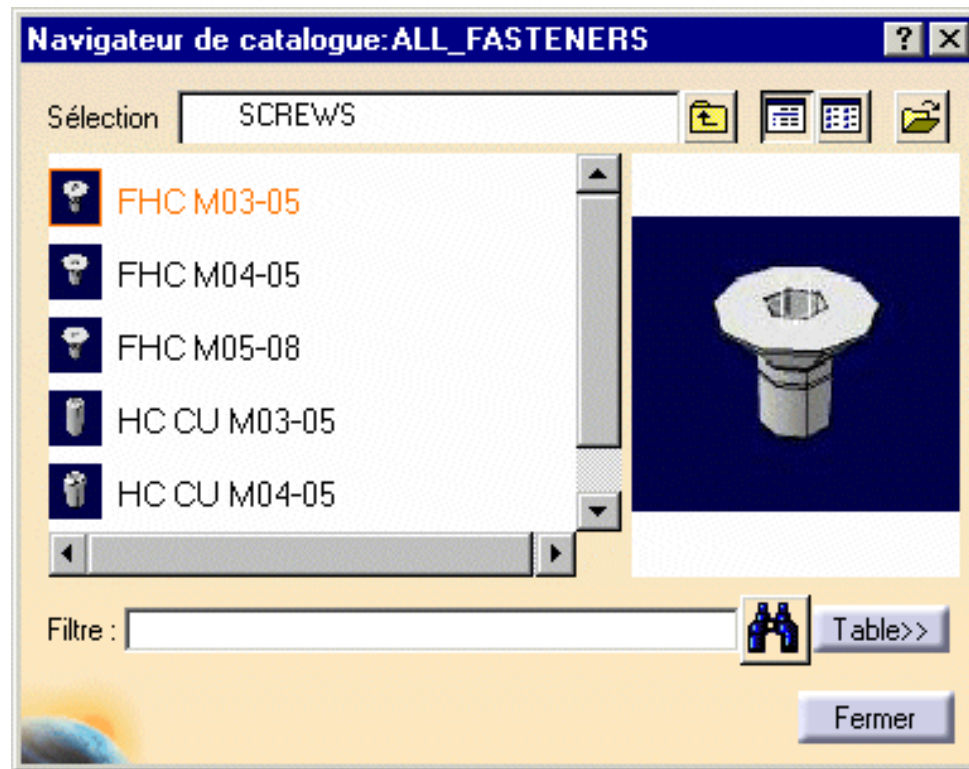 Navigateur de catalogue:ALL_FASTENERS
Sélection SCREWS
FHC M03-05
FHC M04-05
FHC M05-08
HC CU M03-05
HC CU M04-05
Filtre : Table>>
Fermer